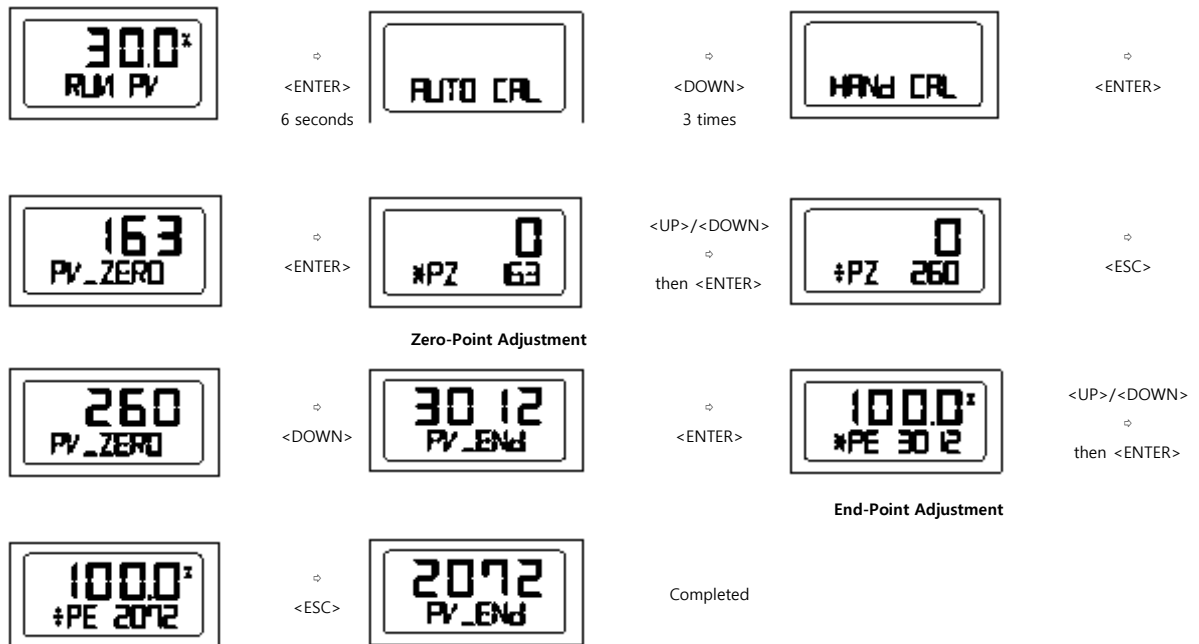 30.0%
RUN PV
⇨
<ENTER>
6 seconds
AUTO CAL
⇨
<DOWN>
3 times
HANd CAL
⇨
<ENTER>
163
PV_ZERO
⇨
<ENTER>
0
*PZ 163
<UP>/<DOWN>
⇨
then <ENTER>
0
‡PZ 260
⇨
<ESC>
Zero-Point Adjustment
260
PV_ZERO
⇨
<DOWN>
3012
PV_ENd
⇨
<ENTER>
100.0%
*PE 3012
<UP>/<DOWN>
⇨
then <ENTER>
End-Point Adjustment
100.0%
‡PE 2072
⇨
<ESC>
2072
PV_ENd
Completed